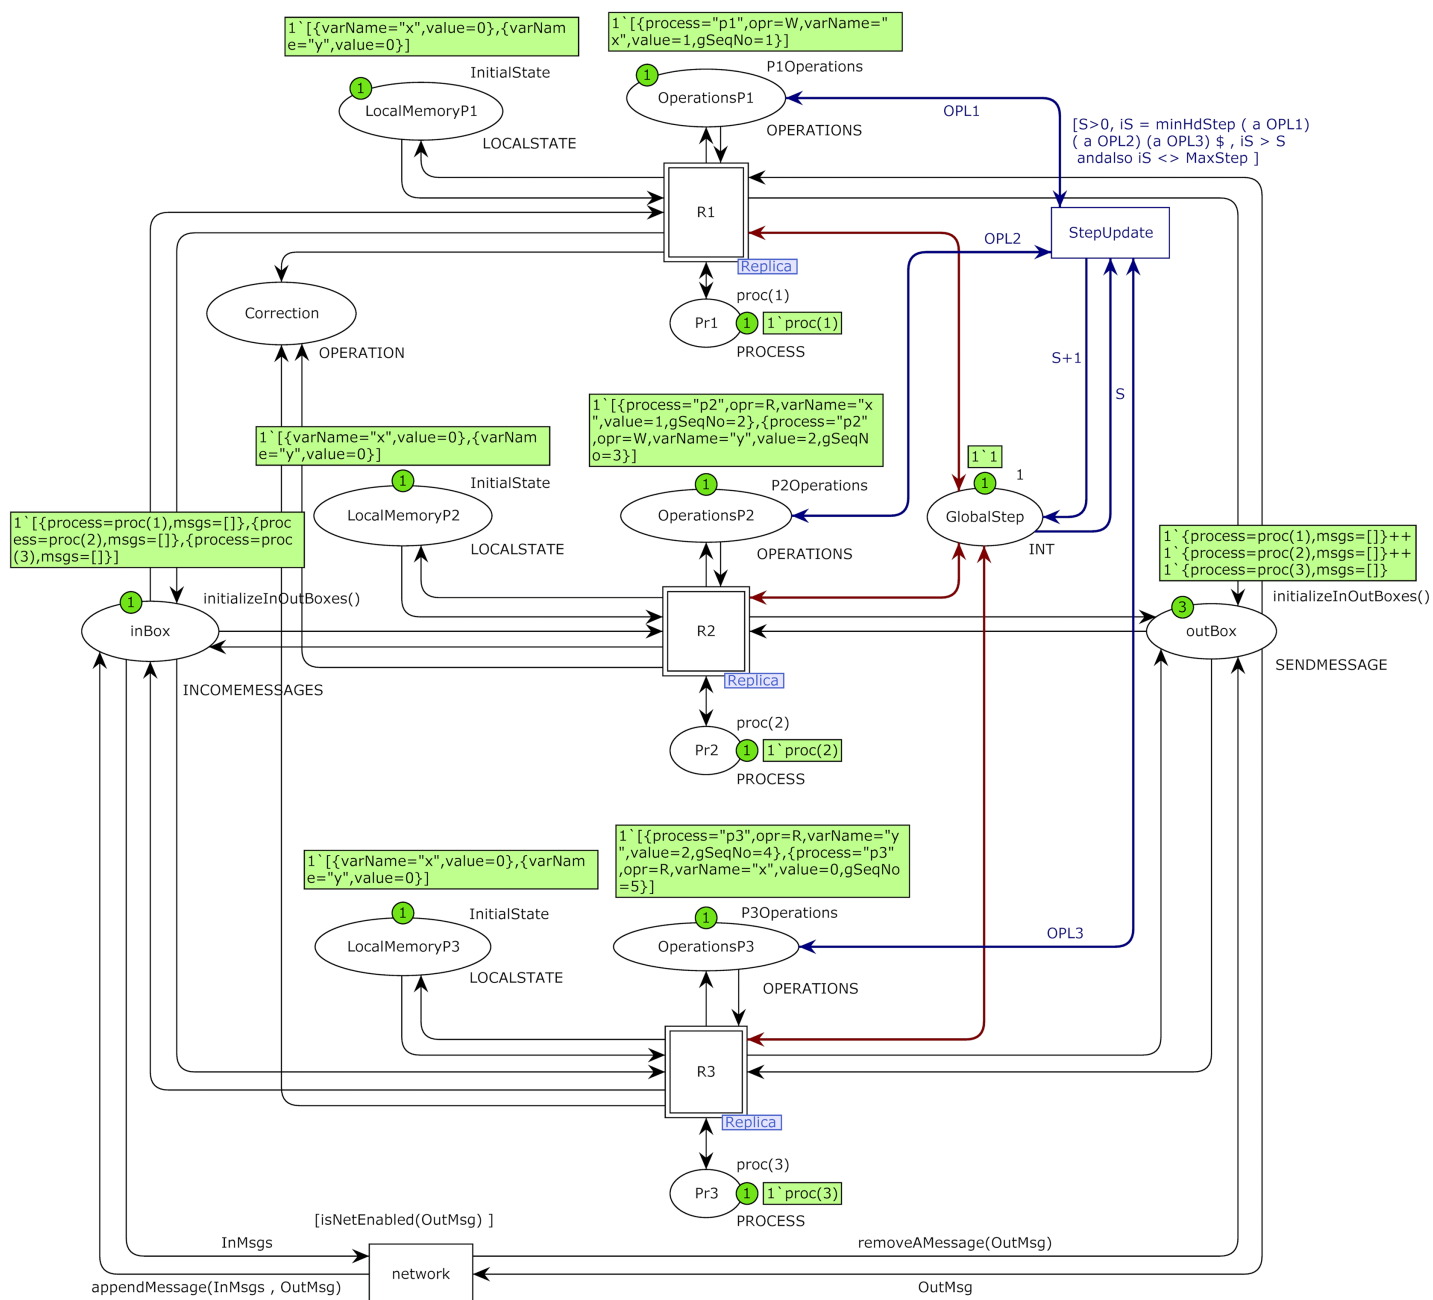 1`[{varName="x",value=0},{varNam
e="y",value=0}]
1`[{process="p1",opr=W,varName="
x",value=1,gSeqNo=1}]
InitialState
P1Operations
1
LocalMemoryP1
1
OperationsP1
OPL1
LOCALSTATE
OPERATIONS
[S>0, iS = minHdStep ( a OPL1)
( a OPL2) (a OPL3) $ , iS > S
andalso iS <> MaxStep ]
R1
StepUpdate
OPL2
Replica
proc(1)
Correction
Pr1
1
1`proc(1)
OPERATION
PROCESS
S+1
S
1`[{process="p2",opr=R,varName="x
",value=1,gSeqNo=2},{process="p2"
,opr=W,varName="y",value=2,gSeqN
o=3}]
1`[{varName="x",value=0},{varNam
e="y",value=0}]
1`1
InitialState
P2Operations
1
1
1
1
LocalMemoryP2
OperationsP2
GlobalStep
LOCALSTATE
OPERATIONS
INT
1`[{process=proc(1),msgs=[]},{proc
ess=proc(2),msgs=[]},{process=proc
(3),msgs=[]}]
1`{process=proc(1),msgs=[]}++
1`{process=proc(2),msgs=[]}++
1`{process=proc(3),msgs=[]}
1
initializeInOutBoxes()
3
initializeInOutBoxes()
inBox
R2
outBox
SENDMESSAGE
Replica
INCOMEMESSAGES
proc(2)
Pr2
1
1`proc(2)
PROCESS
1`[{process="p3",opr=R,varName="y
",value=2,gSeqNo=4},{process="p3"
,opr=R,varName="x",value=0,gSeqNo
=5}]
1`[{varName="x",value=0},{varNam
e="y",value=0}]
1
InitialState
1
P3Operations
LocalMemoryP3
OperationsP3
OPL3
LOCALSTATE
OPERATIONS
R3
Replica
proc(3)
Pr3
1
1`proc(3)
PROCESS
[isNetEnabled(OutMsg) ]
InMsgs
removeAMessage(OutMsg)
network
appendMessage(InMsgs , OutMsg)
OutMsg